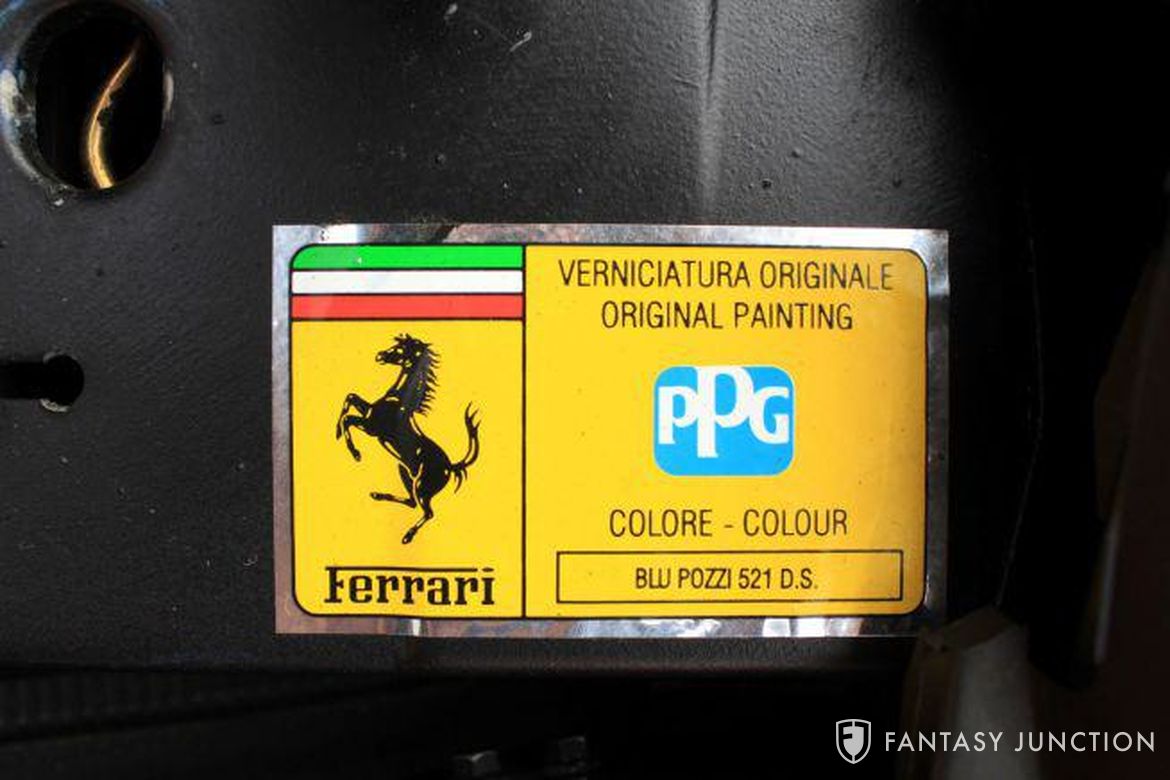 VERNICIATURA ORIGINALE
ORIGINAL PAINTING
PPG
COLORE - COLOUR
BLU POZZI 521 D.S.
Ferrari
FANTASY JUNCTION